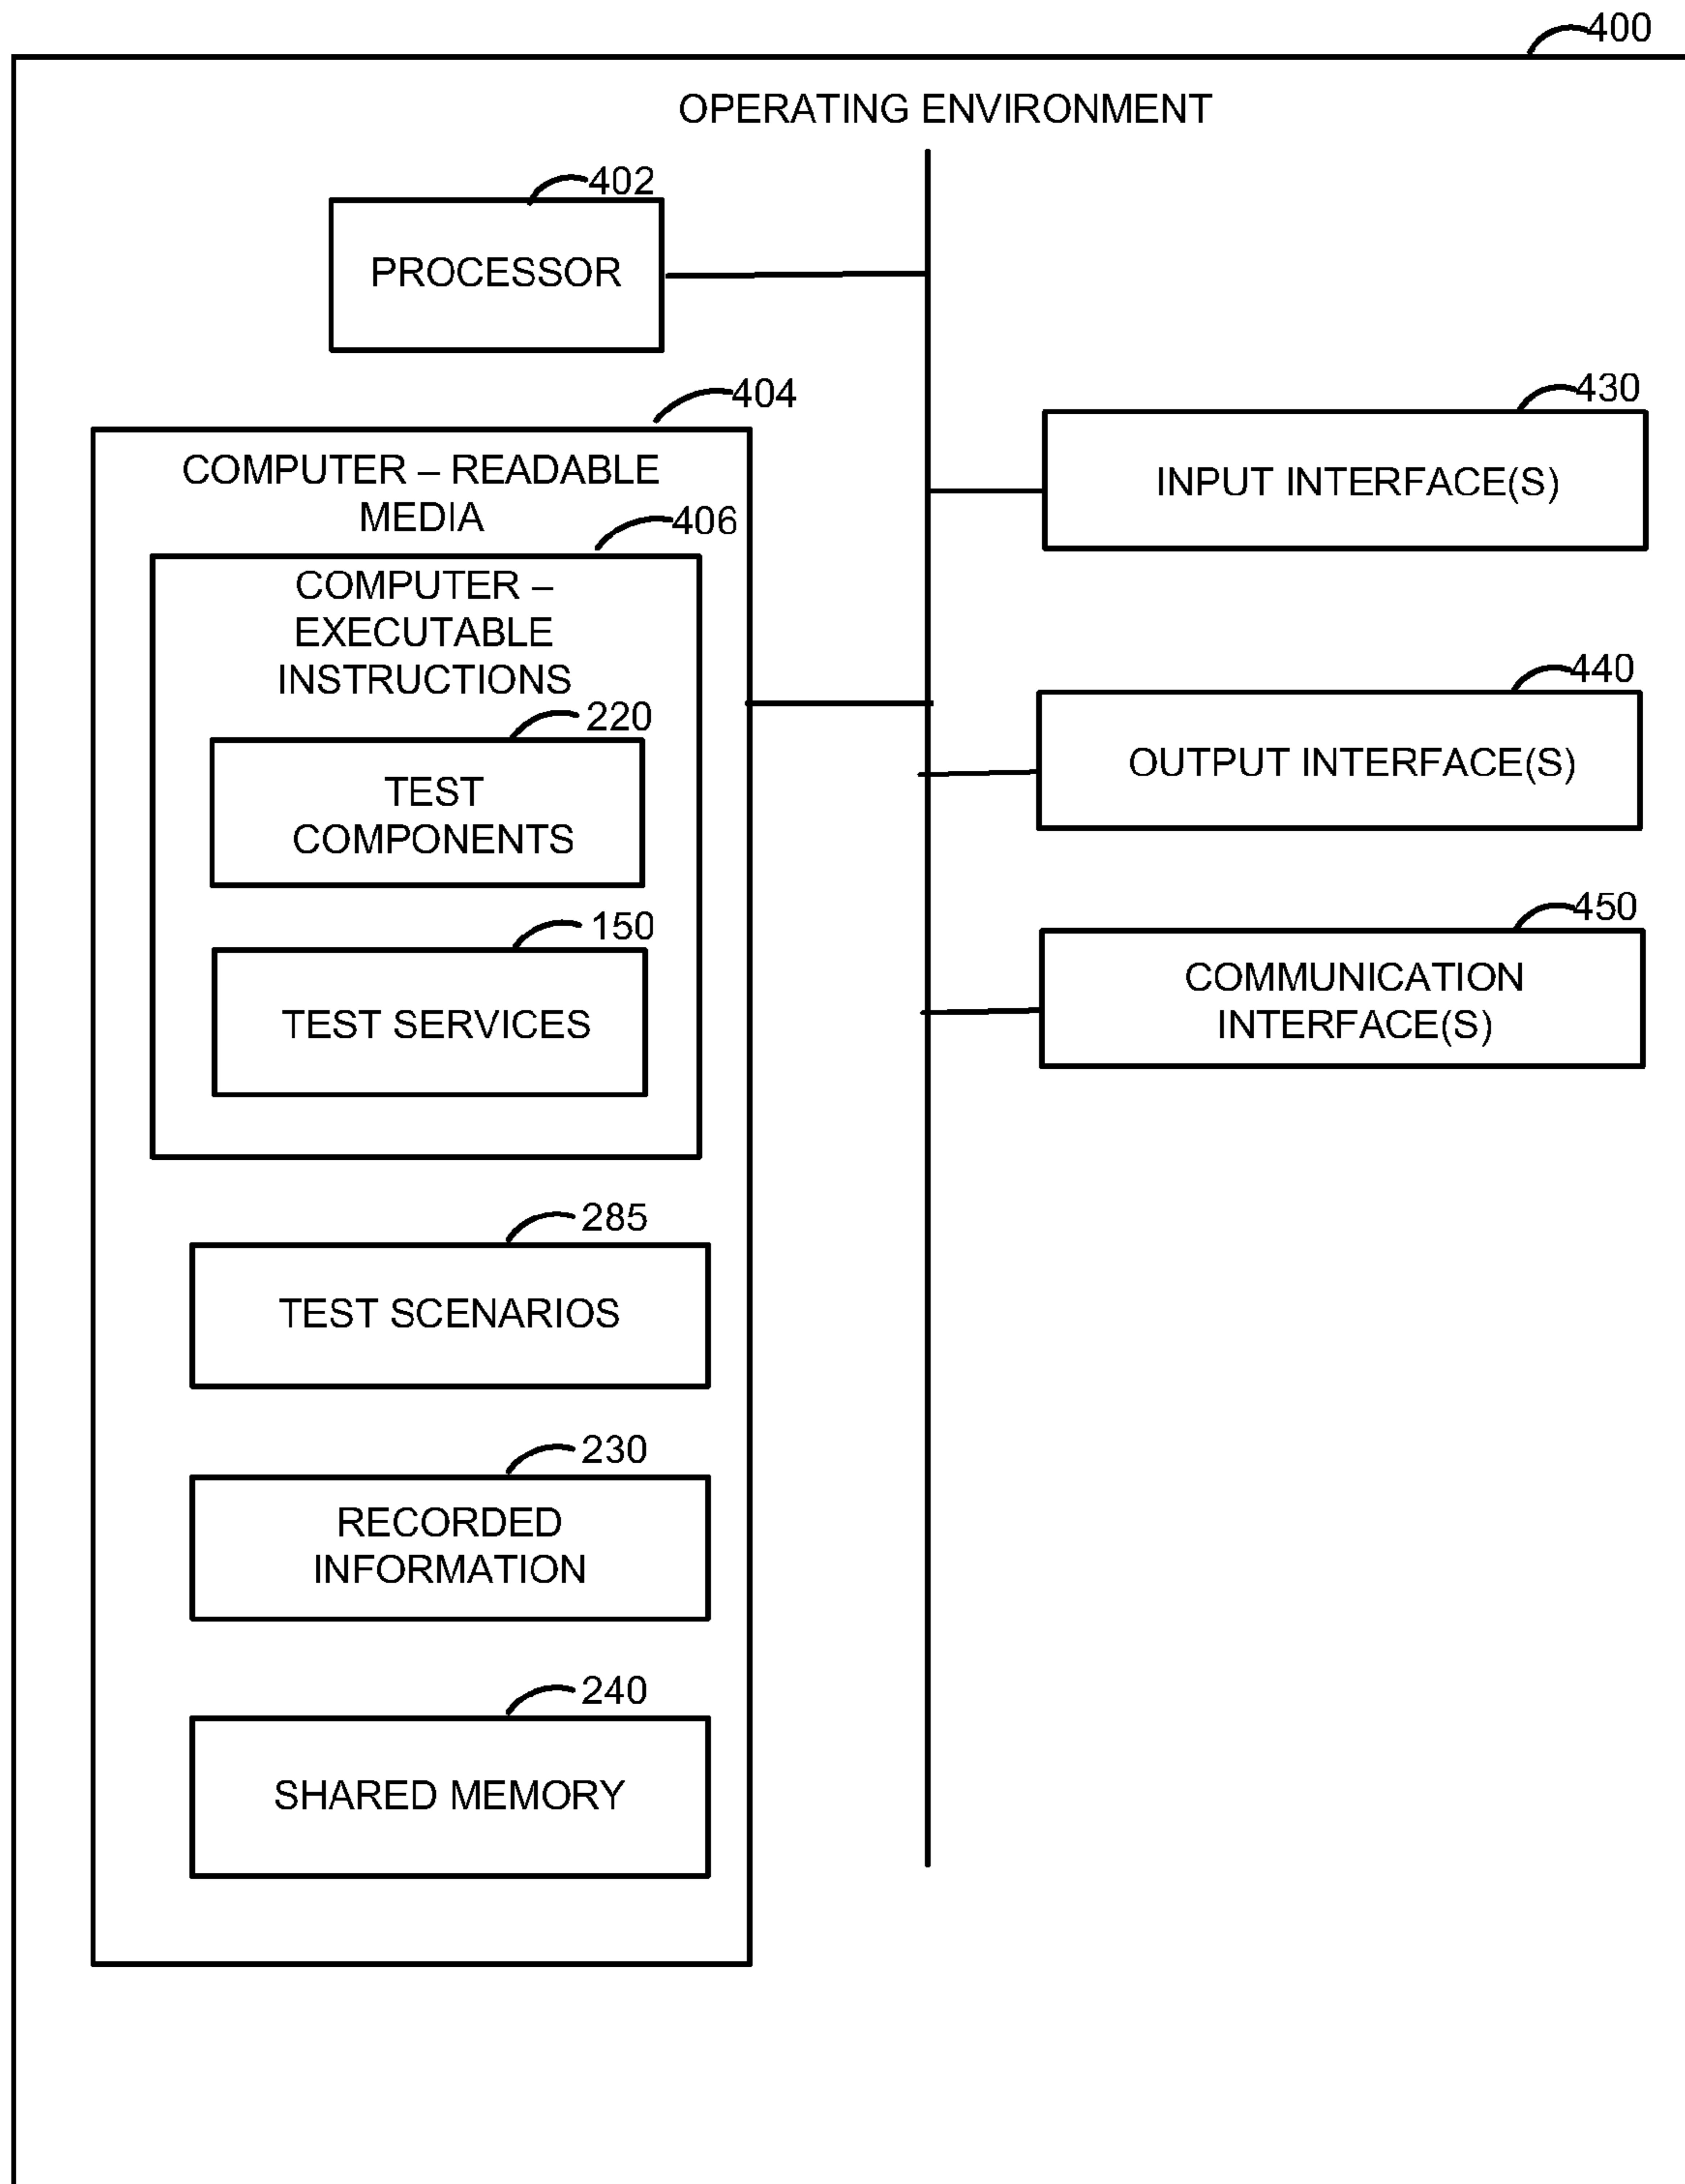 400
OPERATING ENVIRONMENT
402
PROCESSOR
404
COMPUTER – READABLE
MEDIA
406
COMPUTER –
EXECUTABLE
INSTRUCTIONS
220
TEST
COMPONENTS
150
TEST SERVICES
285
TEST SCENARIOS
230
RECORDED
INFORMATION
240
SHARED MEMORY
430
INPUT INTERFACE(S)
440
OUTPUT INTERFACE(S)
450
COMMUNICATION
INTERFACE(S)